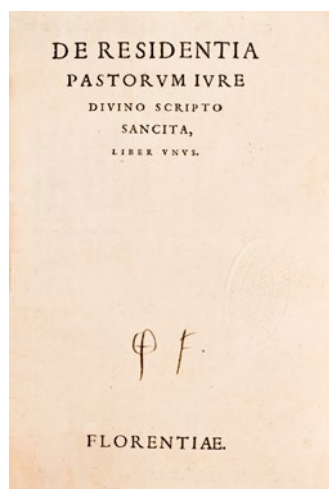 DE RESIDENTIA
PASTORVM IVRE
DIVINO SCRIPTO
SANCITA,
LIBER VNVS.
F.
FLORENTIAE.